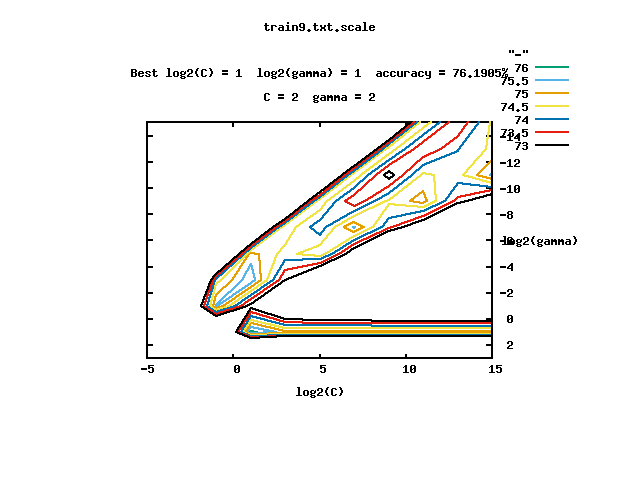 train9.txt.scale
"-"
Best log2(C) = 1 log2(gamma) = 1 accuracy = 76.1905%
C = 2 gamma = 2
76
75.5
75
74.5
74
73.5
73
-14
-12
-10
-8
-6
log2(gamma)
-4
-2
0
2
-5 0 5 10 15
log2(C)